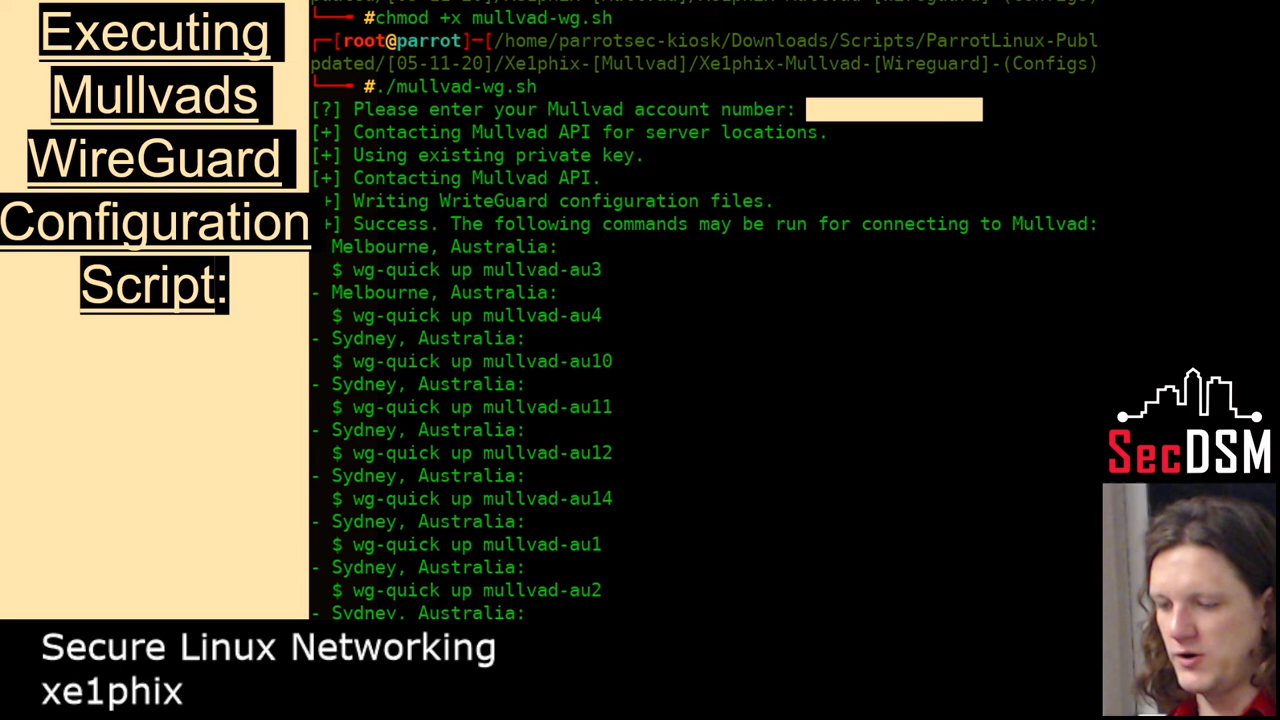 Executing
Mullvads
WireGuard
Configuration
Script:
#chmod +x mullvad-wg.sh
[root@parrot]─[/home/parrotsec-kiosk/Downloads/Scripts/ParrotLinux-Publ
pdated/[05-11-20]/Xe1phix-[Mullvad]/Xe1phix-Mullvad-[Wireguard]-(Configs)
#./mullvad-wg.sh
[?] Please enter your Mullvad account number:
[+] Contacting Mullvad API for server locations.
[+] Using existing private key.
[+] Contacting Mullvad API.
+] Writing WriteGuard configuration files.
+] Success. The following commands may be run for connecting to Mullvad:
Melbourne, Australia:
$ wg-quick up mullvad-au3
- Melbourne, Australia:
$ wg-quick up mullvad-au4
- Sydney, Australia:
$ wg-quick up mullvad-au10
- Sydney, Australia:
$ wg-quick up mullvad-au11
- Sydney, Australia:
$ wg-quick up mullvad-au12
- Sydney, Australia:
$ wg-quick up mullvad-au14
- Sydney, Australia:
$ wg-quick up mullvad-au1
- Sydney, Australia:
$ wg-quick up mullvad-au2
- Sydney, Australia:
SecDSM
Secure Linux Networking
xe1phix